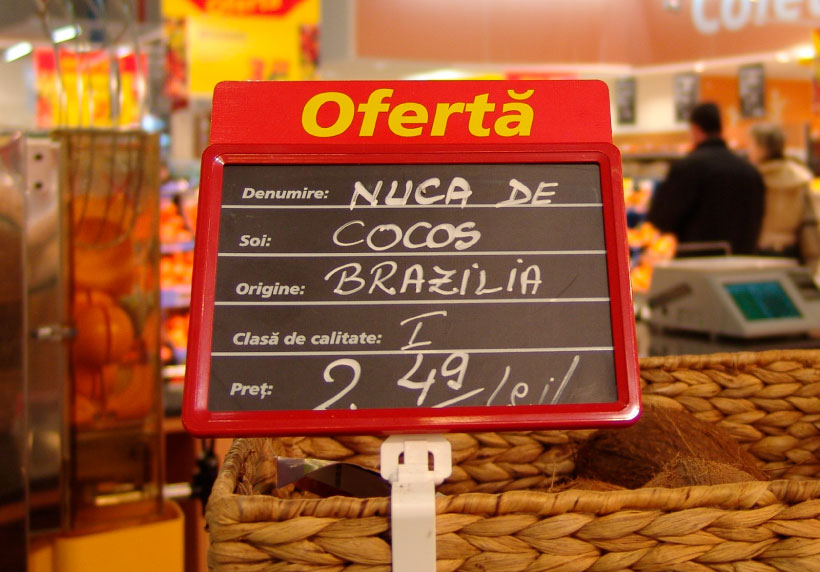 Ofertă
Denumire: NUCA DE
Soi: COCOS
Origine: BRAZILIA
Clasă de calitate: I
Preț: 2,49 lei/